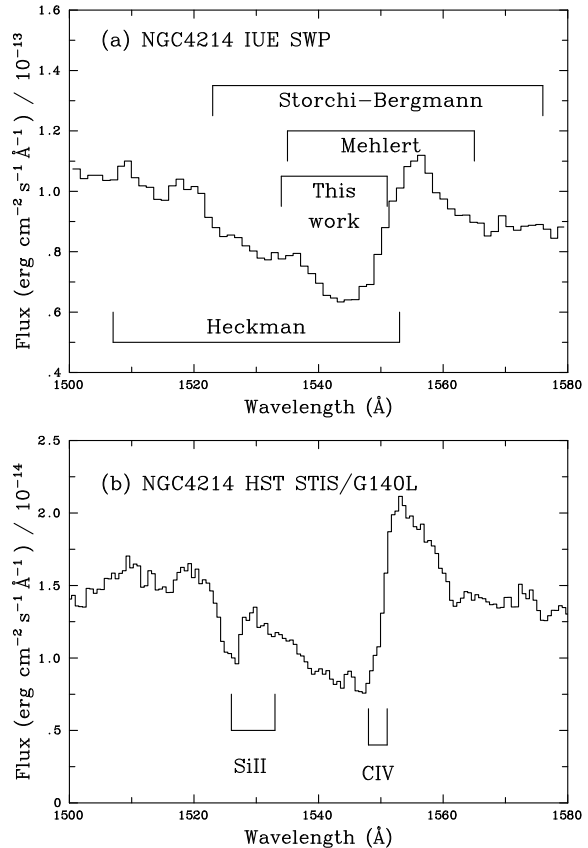 (a) NGC4214 IUE SWP
Storchi−Bergmann
Mehlert
This
work
Heckman
Flux (erg cm⁻² s⁻¹ Å⁻¹) / 10⁻¹³
1.6
1.4
1.2
1.0
.8
.6
.4
1500 1520 1540 1560 1580
Wavelength (Å)
(b) NGC4214 HST STIS/G140L
SiII
CIV
Flux (erg cm⁻² s⁻¹ Å⁻¹) / 10⁻¹⁴
2.5
2.0
1.5
1.0
.5
0
1500 1520 1540 1560 1580
Wavelength (Å)